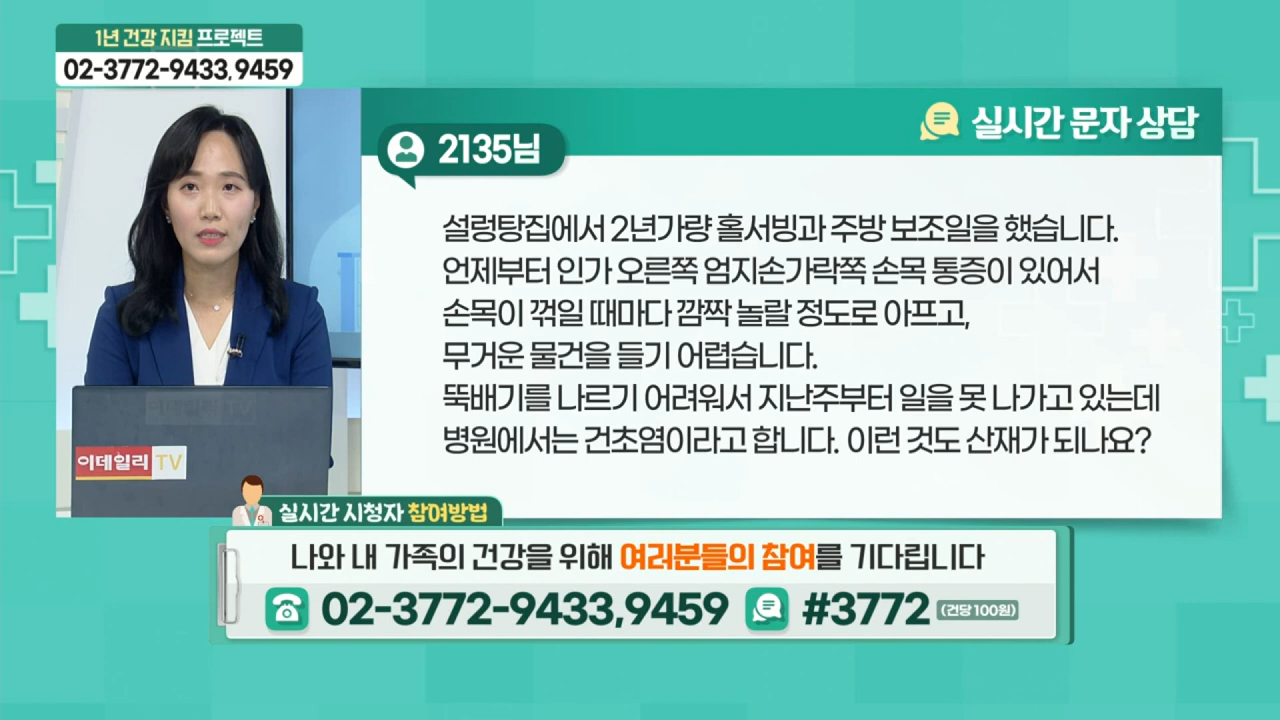 1년 건강 지킴 프로젝트
02-3772-9433, 9459
실시간 문자 상담
2135님
설렁탕집에서 2년가량 홀서빙과 주방 보조일을 했습니다.
언제부터 인가 오른쪽 엄지손가락쪽 손목 통증이 있어서
손목이 꺾일 때마다 깜짝 놀랄 정도로 아프고,
무거운 물건을 들기 어렵습니다.
뚝배기를 나르기 어려워서 지난주부터 일을 못 나가고 있는데
병원에서는 건초염이라고 합니다. 이런 것도 산재가 되나요?
이데일리 TV
실시간 시청자 참여방법
나와 내 가족의 건강을 위해 여러분들의 참여를 기다립니다
02-3772-9433,9459 #3772 (건당 100원)